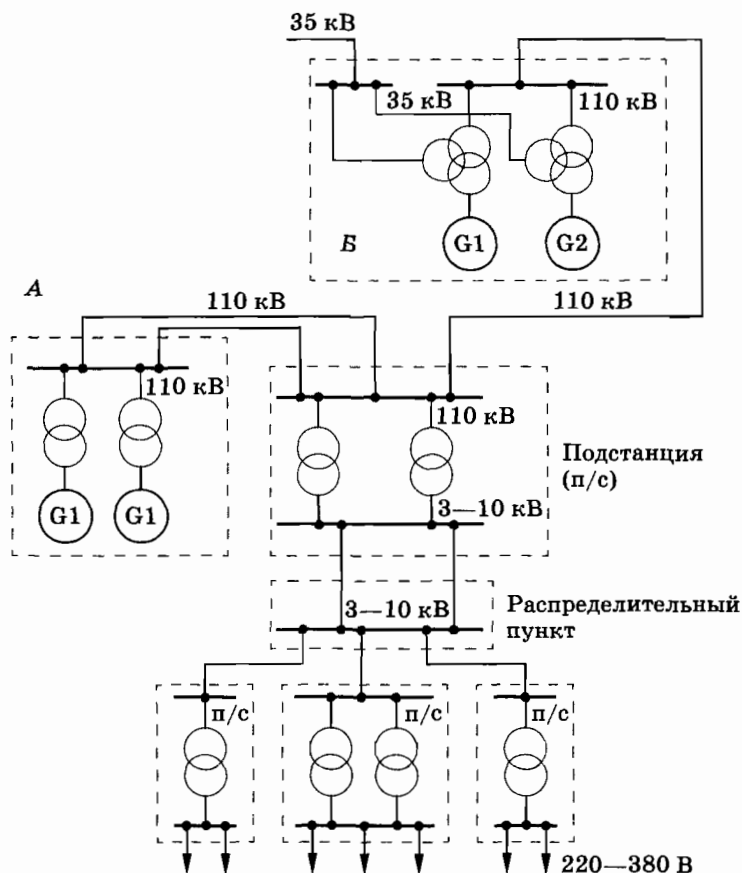 35 кВ
35 кВ
110 кВ
Б
G1
G2
А
110 кВ
110 кВ
110 кВ
G1
G1
110 кВ
3—10 кВ
Подстанция
(п/с)
3—10 кВ
Распределительный
пункт
п/с
п/с
п/с
220—380 В